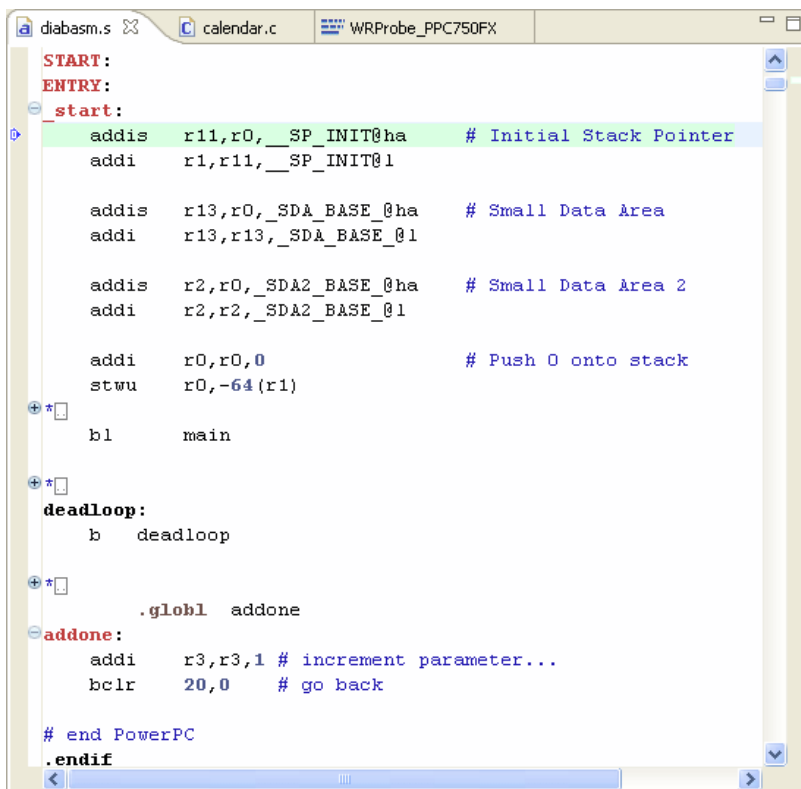 diabasm.s calendar.c WRProbe_PPC750FX
START:
ENTRY:
_start:
addis r11,r0,__SP_INIT@ha # Initial Stack Pointer
addi r1,r11,__SP_INIT@l
addis r13,r0,_SDA_BASE_@ha # Small Data Area
addi r13,r13,_SDA_BASE_@l
addis r2,r0,_SDA2_BASE_@ha # Small Data Area 2
addi r2,r2,_SDA2_BASE_@l
addi r0,r0,0 # Push 0 onto stack
stwu r0,-64(r1)
*..
bl main
*..
deadloop:
b deadloop
*..
.globl addone
addone:
addi r3,r3,1 # increment parameter...
bclr 20,0 # go back
# end PowerPC
.endif